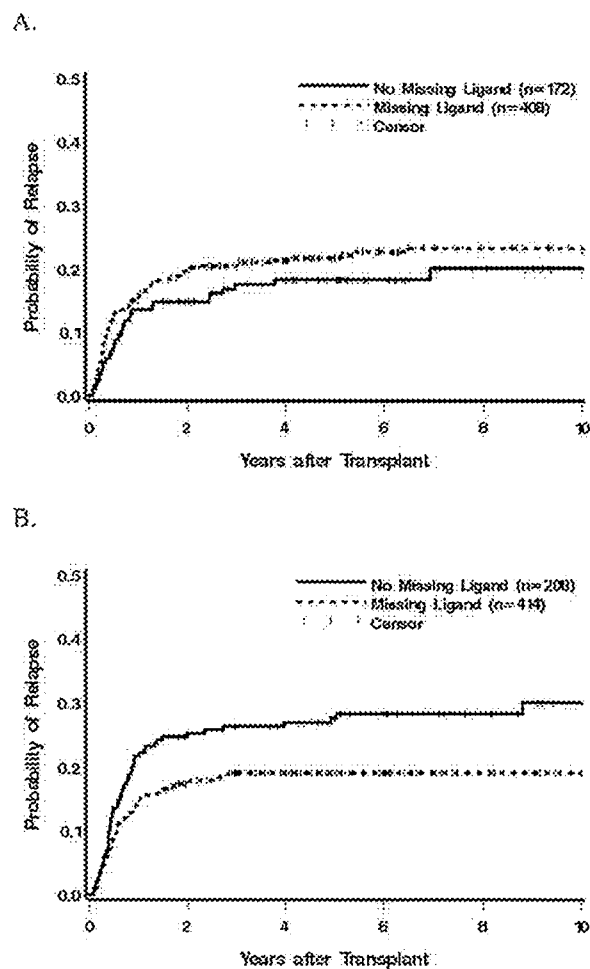 A.
0.5
0.4
0.3
0.2
0.1
0.0
Probability of Relapse
No Missing Ligand (n=172)
Missing Ligand
Censor
0 2 4 6 8 10
Years after Transplant
B.
0.5
0.4
0.3
0.2
0.1
0.0
Probability of Relapse
No Missing Ligand
Missing Ligand (n=414)
Censor
0 2 4 6 8 10
Years after Transplant